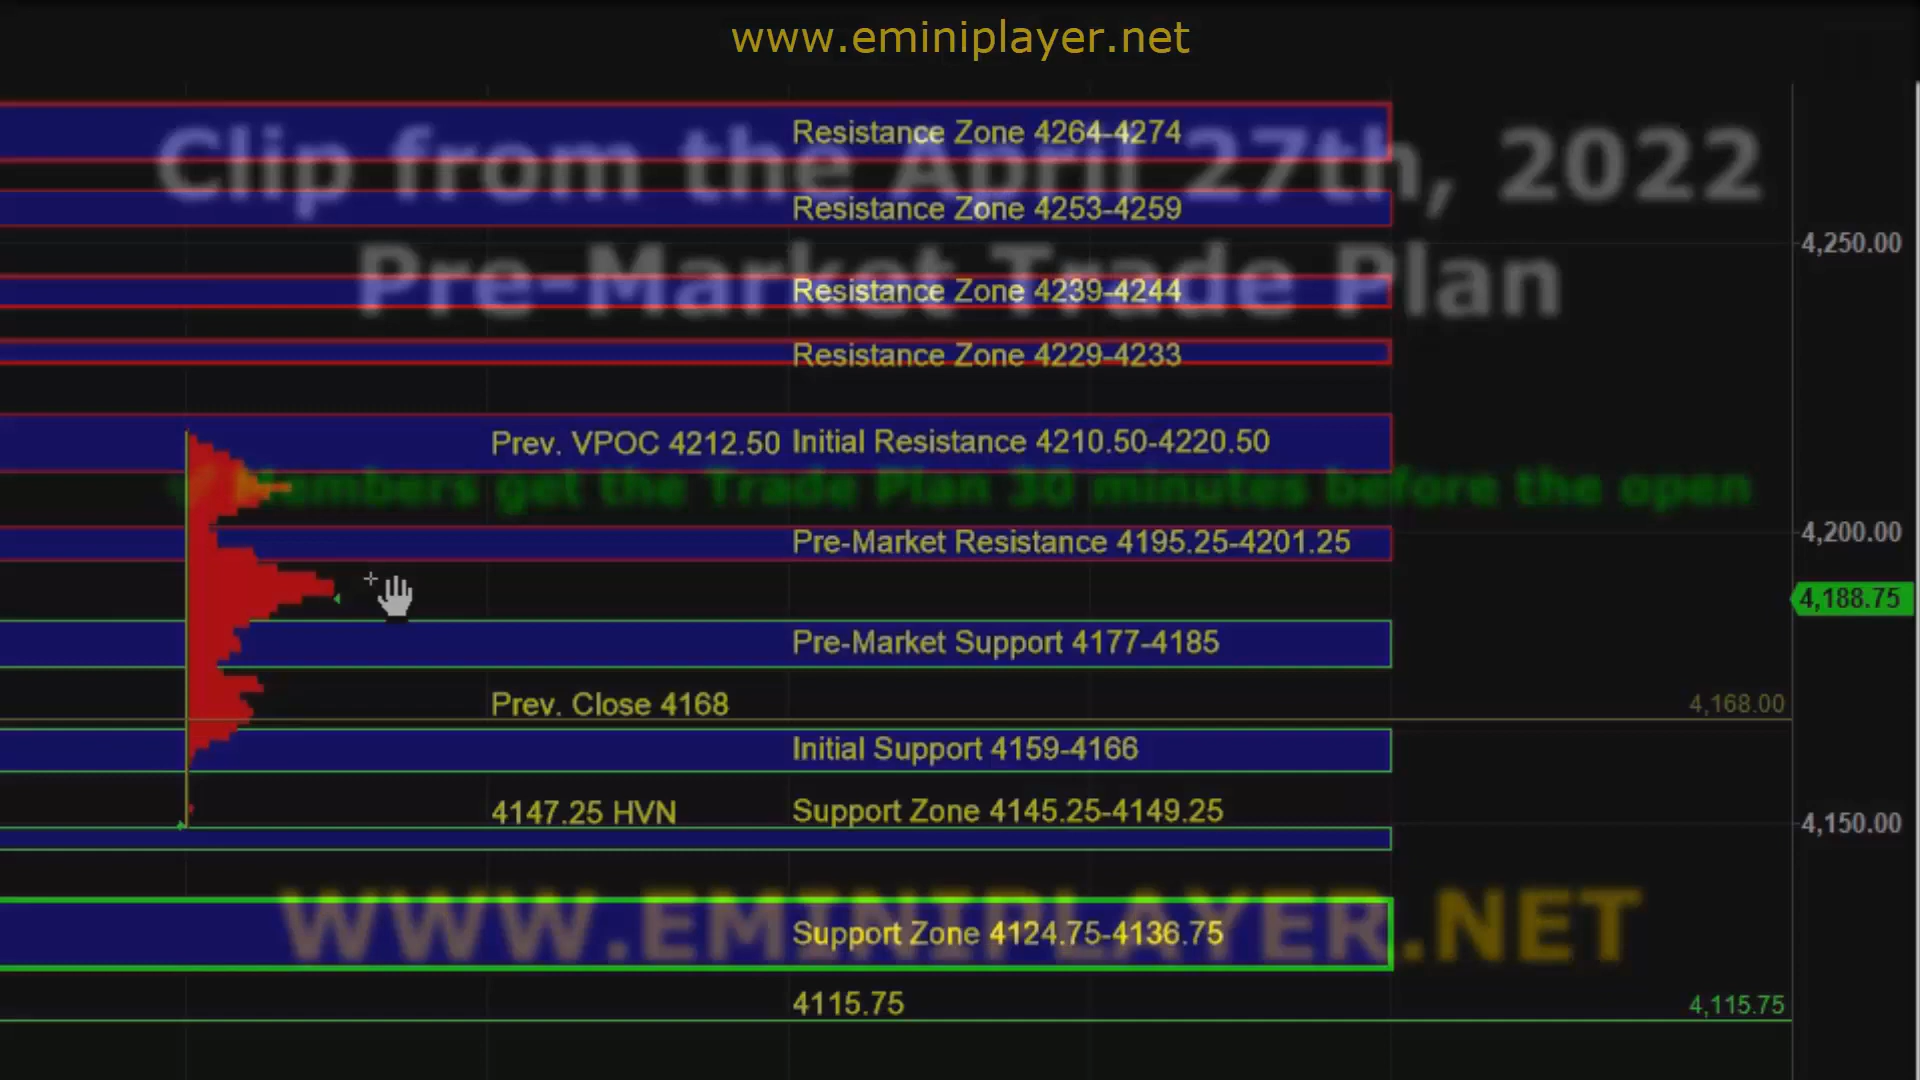 www.eminiplayer.net
Resistance Zone 4264-4274
Clip from the April 27th, 2022
Resistance Zone 4253-4259
4,250.00
Pre-Market Trade Plan
Resistance Zone 4239-4244
Resistance Zone 4229-4233
Prev. VPOC 4212.50 Initial Resistance 4210.50-4220.50
Members get the Trade Plan 30 minutes before the open
4,200.00
Pre-Market Resistance 4195.25-4201.25
4,188.75
Pre-Market Support 4177-4185
Prev. Close 4168
4,168.00
Initial Support 4159-4166
4147.25 HVN
Support Zone 4145.25-4149.25
4,150.00
WWW.EMINIPLAYER.NET
Support Zone 4124.75-4136.75
4115.75
4,115.75